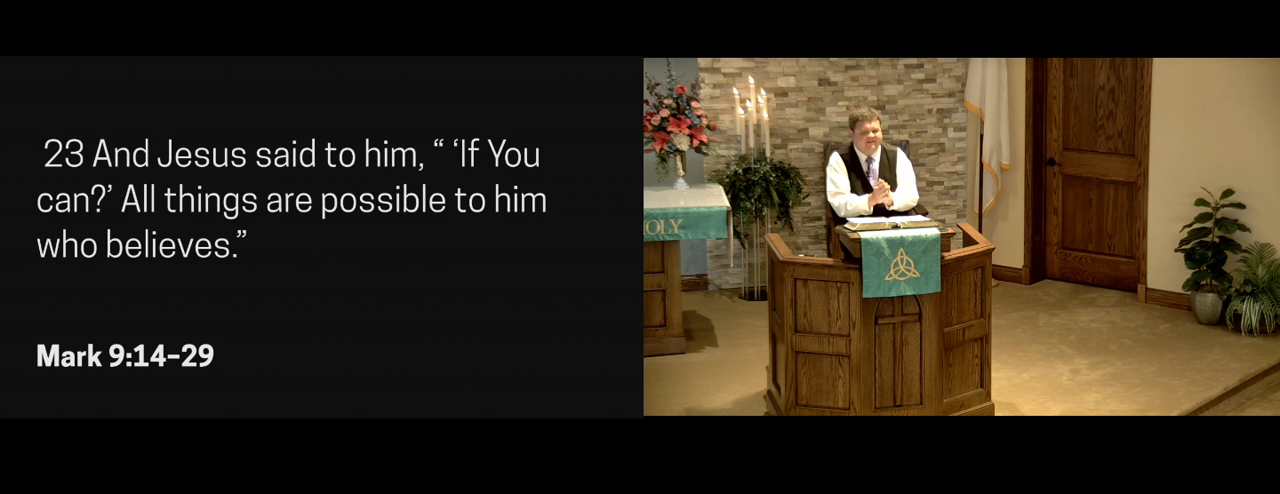 23 And Jesus said to him, “ ‘If You
can?’ All things are possible to him
who believes.”
Mark 9:14–29
HOLY